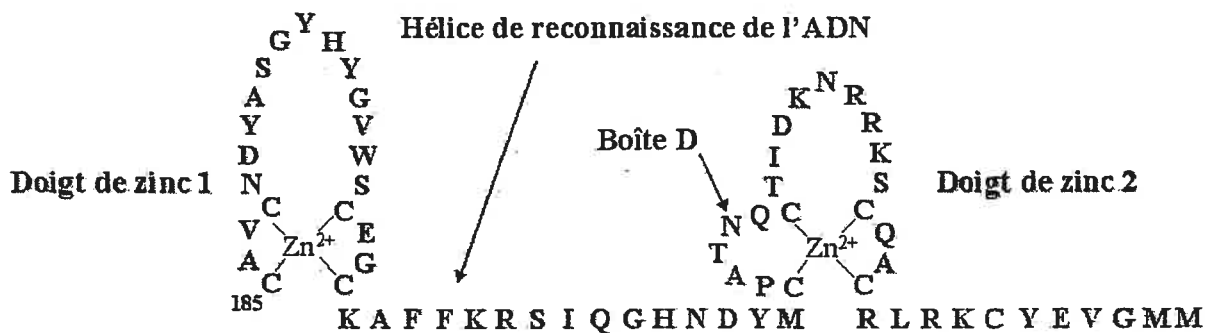 Hélice de reconnaissance de l'ADN
Doigt de zinc 1
185
C A V C N D Y A S G Y H Y G V W S C E G C
Zn2+
K A F F K R S I Q G H N D Y M
Boîte D
C P A T N Q C T I D K N R R K S C Q A C
Zn2+
Doigt de zinc 2
R L R K C Y E V G M M